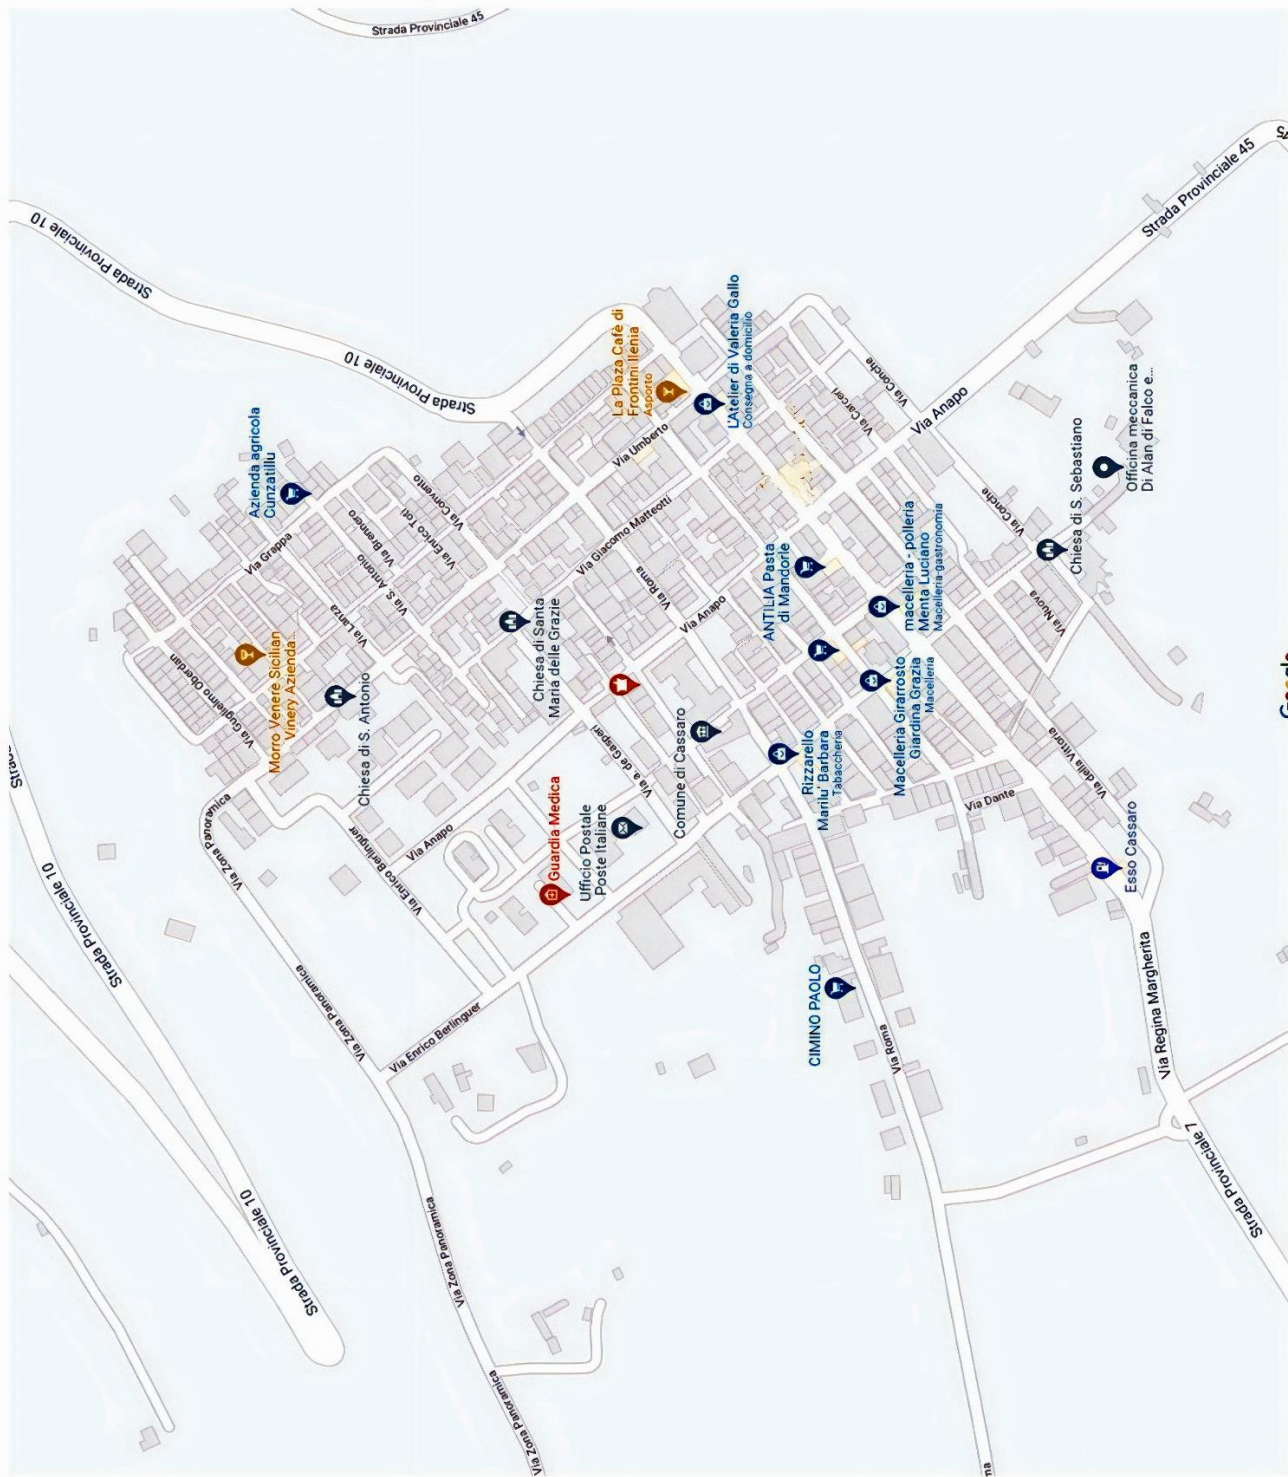 Strada Provinciale 45
Strada Provinciale 10
Strada Provinciale 10
Strada Provinciale 10
Strada Provinciale 45
45
La Plaza Cafè di
Frontini Ilenia
Asporto
L'Atelier di Valeria Gallo
Consegna a domicilio
Azienda agricola
Cunzatillu
Via Umberto
Via Conche
Via Carceri
Via Anapo
Via Convento
Via Enrico Toti
Via Brennero
Via S. Antonio
Via Grappa
Via Lanza
Via Giacomo Matteotti
Via Roma
Via Anapo
Via Conche
Chiesa di S. Sebastiano
Officina meccanica
Di Alan di Falco e...
ANTILIA Pasta
di Mandorle
macelleria - polleria
Menta Luciano
Macelleria-gastronomia
Via Nuova
Chiesa di Santa
Maria delle Grazie
Morro Venere Sicilian
Vinery Azienda...
Via Guglielmo Oberdan
Chiesa di S. Antonio
Via a. de Gasperi
Comune di Cassaro
Rizzarello
Marilu' Barbara
Tabaccheria
Macelleria Girarrosto
Giardina Grazia
Macelleria
Via della Vittoria
Via Dante
Esso Cassaro
Guardia Medica
Ufficio Postale
Poste Italiane
Via Anapo
Via Enrico Berlinguer
Via Zona Panoramica
Via Zona Panoramica
Via Enrico Berlinguer
CIMINO PAOLO
Via Roma
Via Regina Margherita
Strada Provinciale 7
Strada Provinciale 10
Strada Provinciale 10
Via Zona Panoramica
Via Zona Panoramica
Google